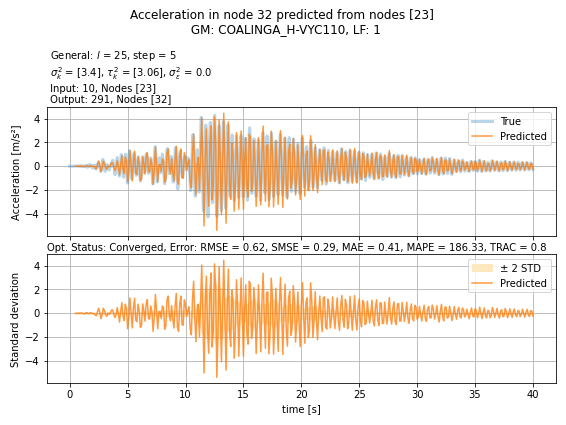 Acceleration in node 32 predicted from nodes [23]
GM: COALINGA_H-VYC110, LF: 1
General: l = 25, step = 5
σ²ₖ = [3.4], τ²ₖ = [3.06], σ²ε = 0.0
Input: 10, Nodes [23]
Output: 291, Nodes [32]
Acceleration [m/s²]
4
2
0
−2
−4
True
Predicted
Opt. Status: Converged, Error: RMSE = 0.62, SMSE = 0.29, MAE = 0.41, MAPE = 186.33, TRAC = 0.8
Standard deviation
4
2
0
−2
−4
± 2 STD
Predicted
0 5 10 15 20 25 30 35 40
time [s]